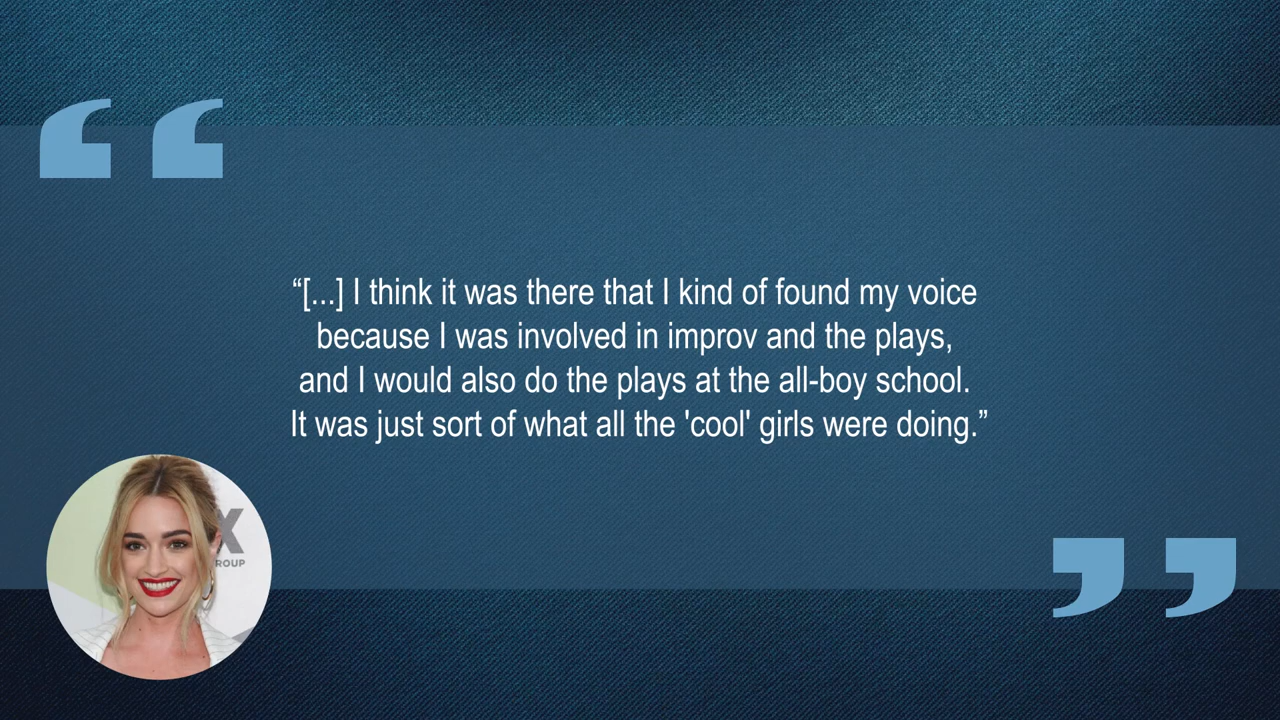 “[...] I think it was there that I kind of found my voice
because I was involved in improv and the plays,
and I would also do the plays at the all-boy school.
It was just sort of what all the 'cool' girls were doing.”
X
ROUP